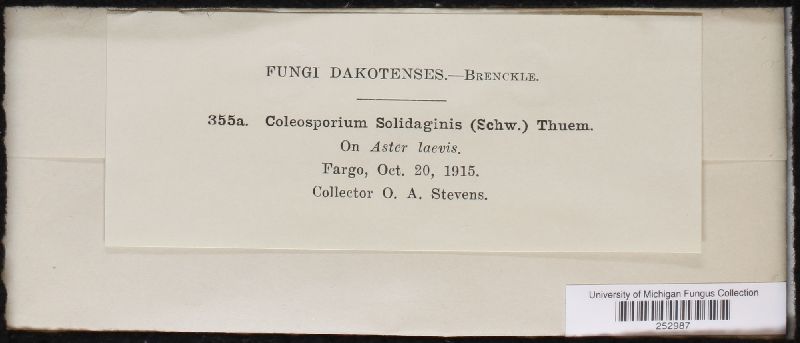 FUNGI DAKOTENSES.—BRENCKLE.
355a. Coleosporium Solidaginis (Schw.) Thuem.
On Aster laevis.
Fargo, Oct. 20, 1915.
Collector O. A. Stevens.
University of Michigan Fungus Collection
252987